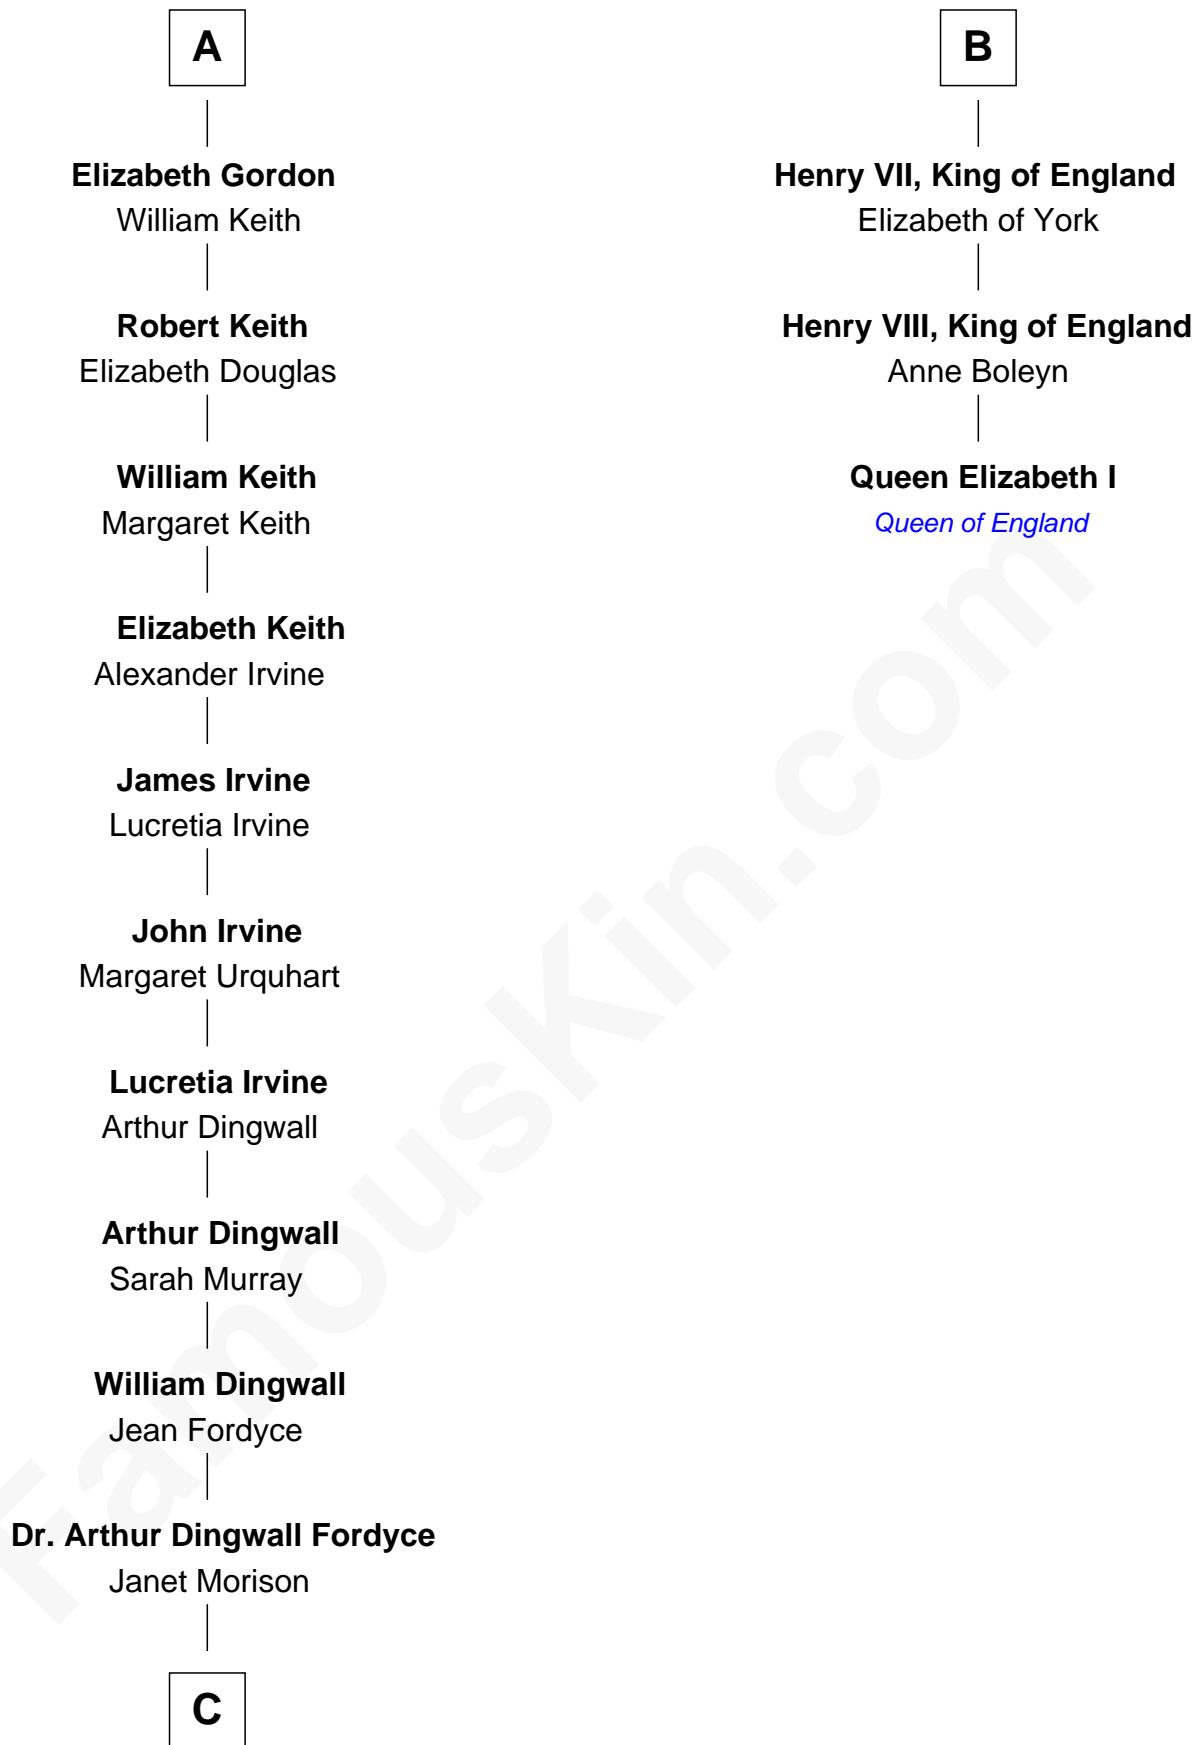 A
Elizabeth Gordon
William Keith
Robert Keith
Elizabeth Douglas
William Keith
Margaret Keith
Elizabeth Keith
Alexander Irvine
James Irvine
Lucretia Irvine
John Irvine
Margaret Urquhart
Lucretia Irvine
Arthur Dingwall
Arthur Dingwall
Sarah Murray
William Dingwall
Jean Fordyce
Dr. Arthur Dingwall Fordyce
Janet Morison
C
B
Henry VII, King of England
Elizabeth of York
Henry VIII, King of England
Anne Boleyn
Queen Elizabeth I
Queen of England
FamousKin.com